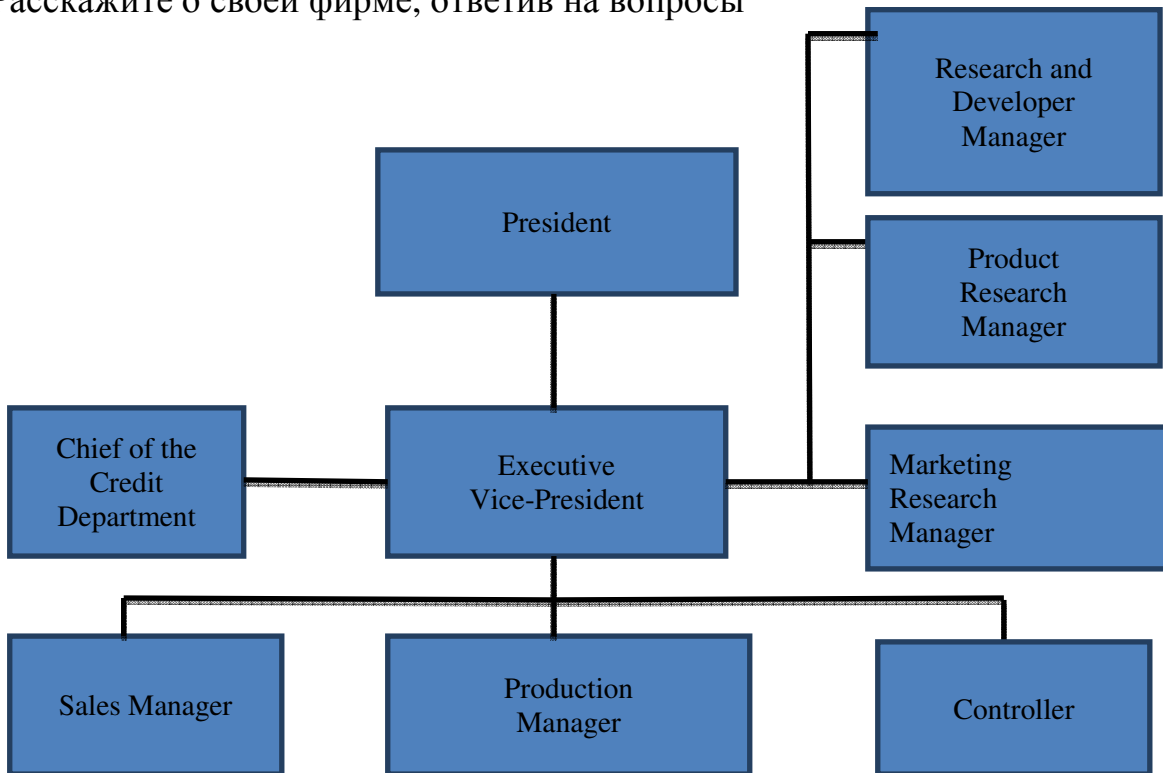 Расскажите о своей фирме, ответив на вопросы
Research and
Developer
Manager
President
Product
Research
Manager
Chief of the
Credit
Department
Executive
Vice-President
Marketing
Research
Manager
Sales Manager
Production
Manager
Controller